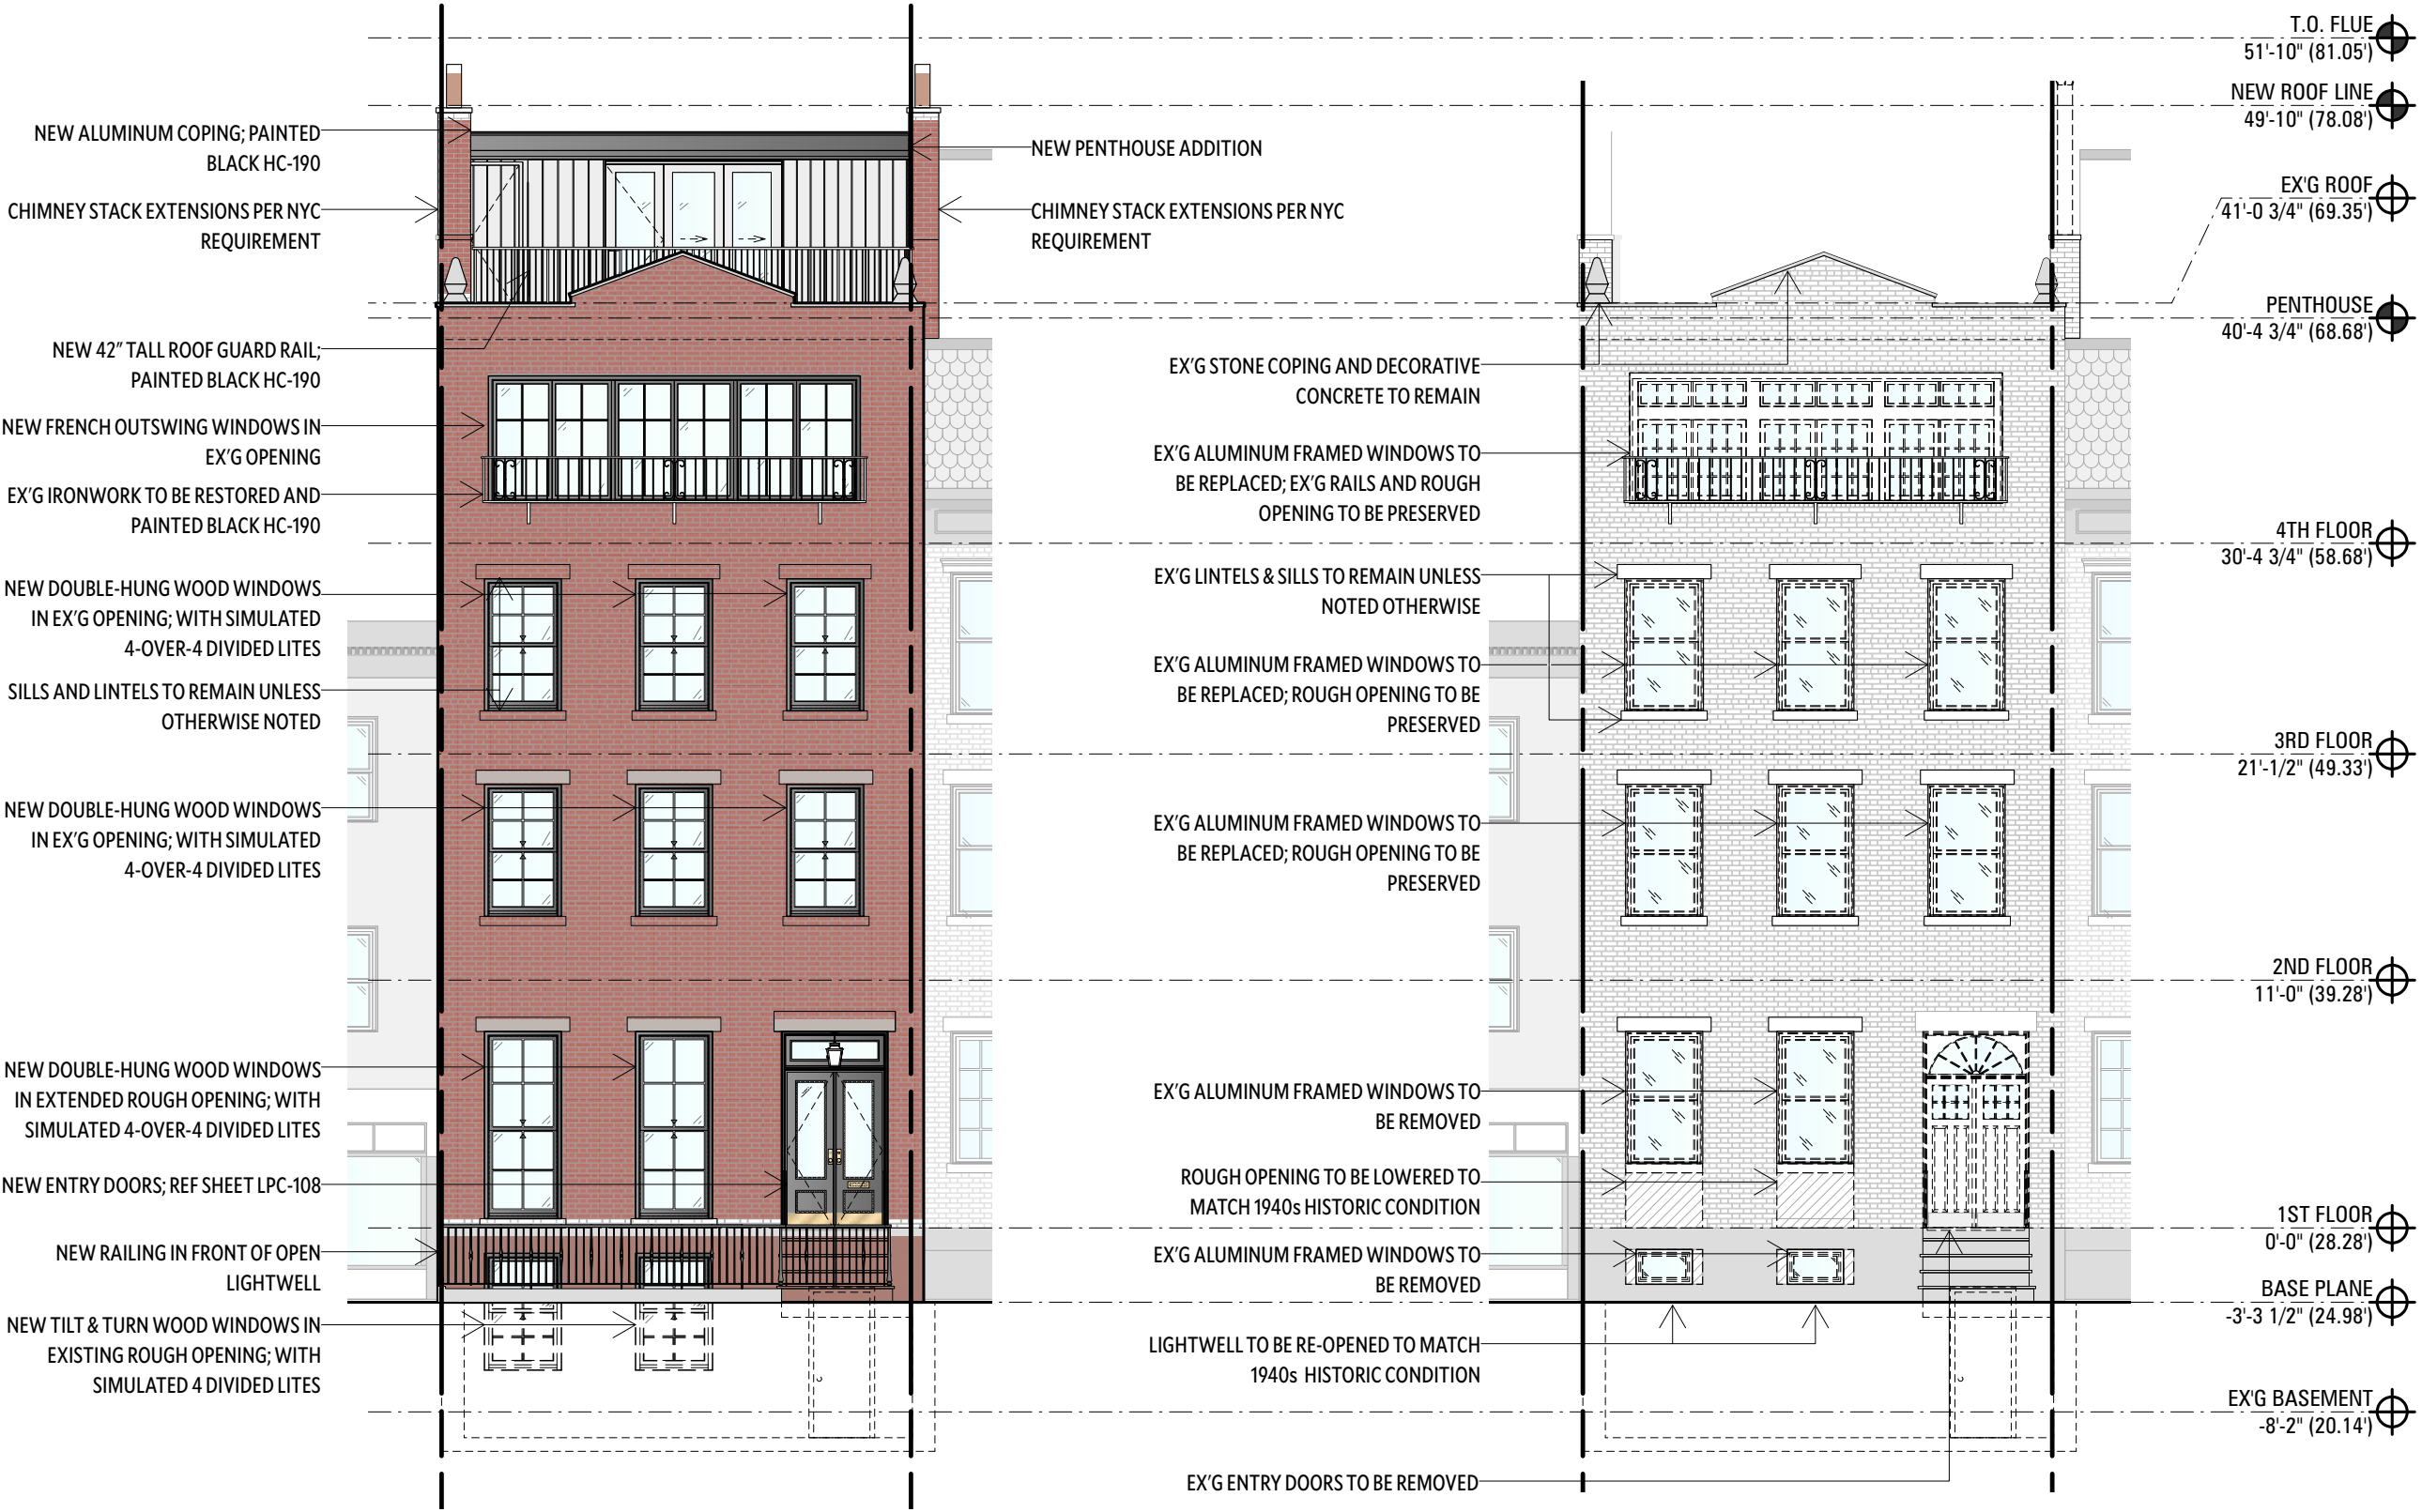 NEW ALUMINUM COPING; PAINTED
BLACK HC-190
CHIMNEY STACK EXTENSIONS PER NYC
REQUIREMENT
NEW 42" TALL ROOF GUARD RAIL;
PAINTED BLACK HC-190
NEW FRENCH OUTSWING WINDOWS IN
EX'G OPENING
EX'G IRONWORK TO BE RESTORED AND
PAINTED BLACK HC-190
NEW DOUBLE-HUNG WOOD WINDOWS
IN EX'G OPENING; WITH SIMULATED
4-OVER-4 DIVIDED LITES
SILLS AND LINTELS TO REMAIN UNLESS
OTHERWISE NOTED
NEW DOUBLE-HUNG WOOD WINDOWS
IN EX'G OPENING; WITH SIMULATED
4-OVER-4 DIVIDED LITES
NEW DOUBLE-HUNG WOOD WINDOWS
IN EXTENDED ROUGH OPENING; WITH
SIMULATED 4-OVER-4 DIVIDED LITES
NEW ENTRY DOORS; REF SHEET LPC-108
NEW RAILING IN FRONT OF OPEN
LIGHTWELL
NEW TILT & TURN WOOD WINDOWS IN
EXISTING ROUGH OPENING; WITH
SIMULATED 4 DIVIDED LITES
NEW PENTHOUSE ADDITION
CHIMNEY STACK EXTENSIONS PER NYC
REQUIREMENT
EX'G STONE COPING AND DECORATIVE
CONCRETE TO REMAIN
EX'G ALUMINUM FRAMED WINDOWS TO
BE REPLACED; EX'G RAILS AND ROUGH
OPENING TO BE PRESERVED
EX'G LINTELS & SILLS TO REMAIN UNLESS
NOTED OTHERWISE
EX'G ALUMINUM FRAMED WINDOWS TO
BE REPLACED; ROUGH OPENING TO BE
PRESERVED
EX'G ALUMINUM FRAMED WINDOWS TO
BE REPLACED; ROUGH OPENING TO BE
PRESERVED
EX'G ALUMINUM FRAMED WINDOWS TO
BE REMOVED
ROUGH OPENING TO BE LOWERED TO
MATCH 1940s HISTORIC CONDITION
EX'G ALUMINUM FRAMED WINDOWS TO
BE REMOVED
LIGHTWELL TO BE RE-OPENED TO MATCH
1940s HISTORIC CONDITION
EX'G ENTRY DOORS TO BE REMOVED
T.O. FLUE
51'-10" (81.05')
NEW ROOF LINE
49'-10" (78.08')
EX'G ROOF
41'-0 3/4" (69.35')
PENTHOUSE
40'-4 3/4" (68.68')
4TH FLOOR
30'-4 3/4" (58.68')
3RD FLOOR
21'-1/2" (49.33')
2ND FLOOR
11'-0" (39.28')
1ST FLOOR
0'-0" (28.28')
BASE PLANE
-3'-3 1/2" (24.98')
EX'G BASEMENT
-8'-2" (20.14')